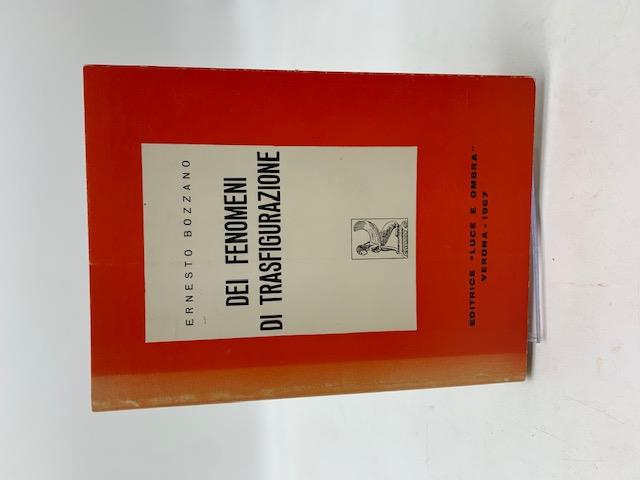 ERNESTO BOZZANO
DEI FENOMENI
DI TRASFIGURAZIONE
EDITRICE "LUCE E OMBRA"
VERONA - 1967